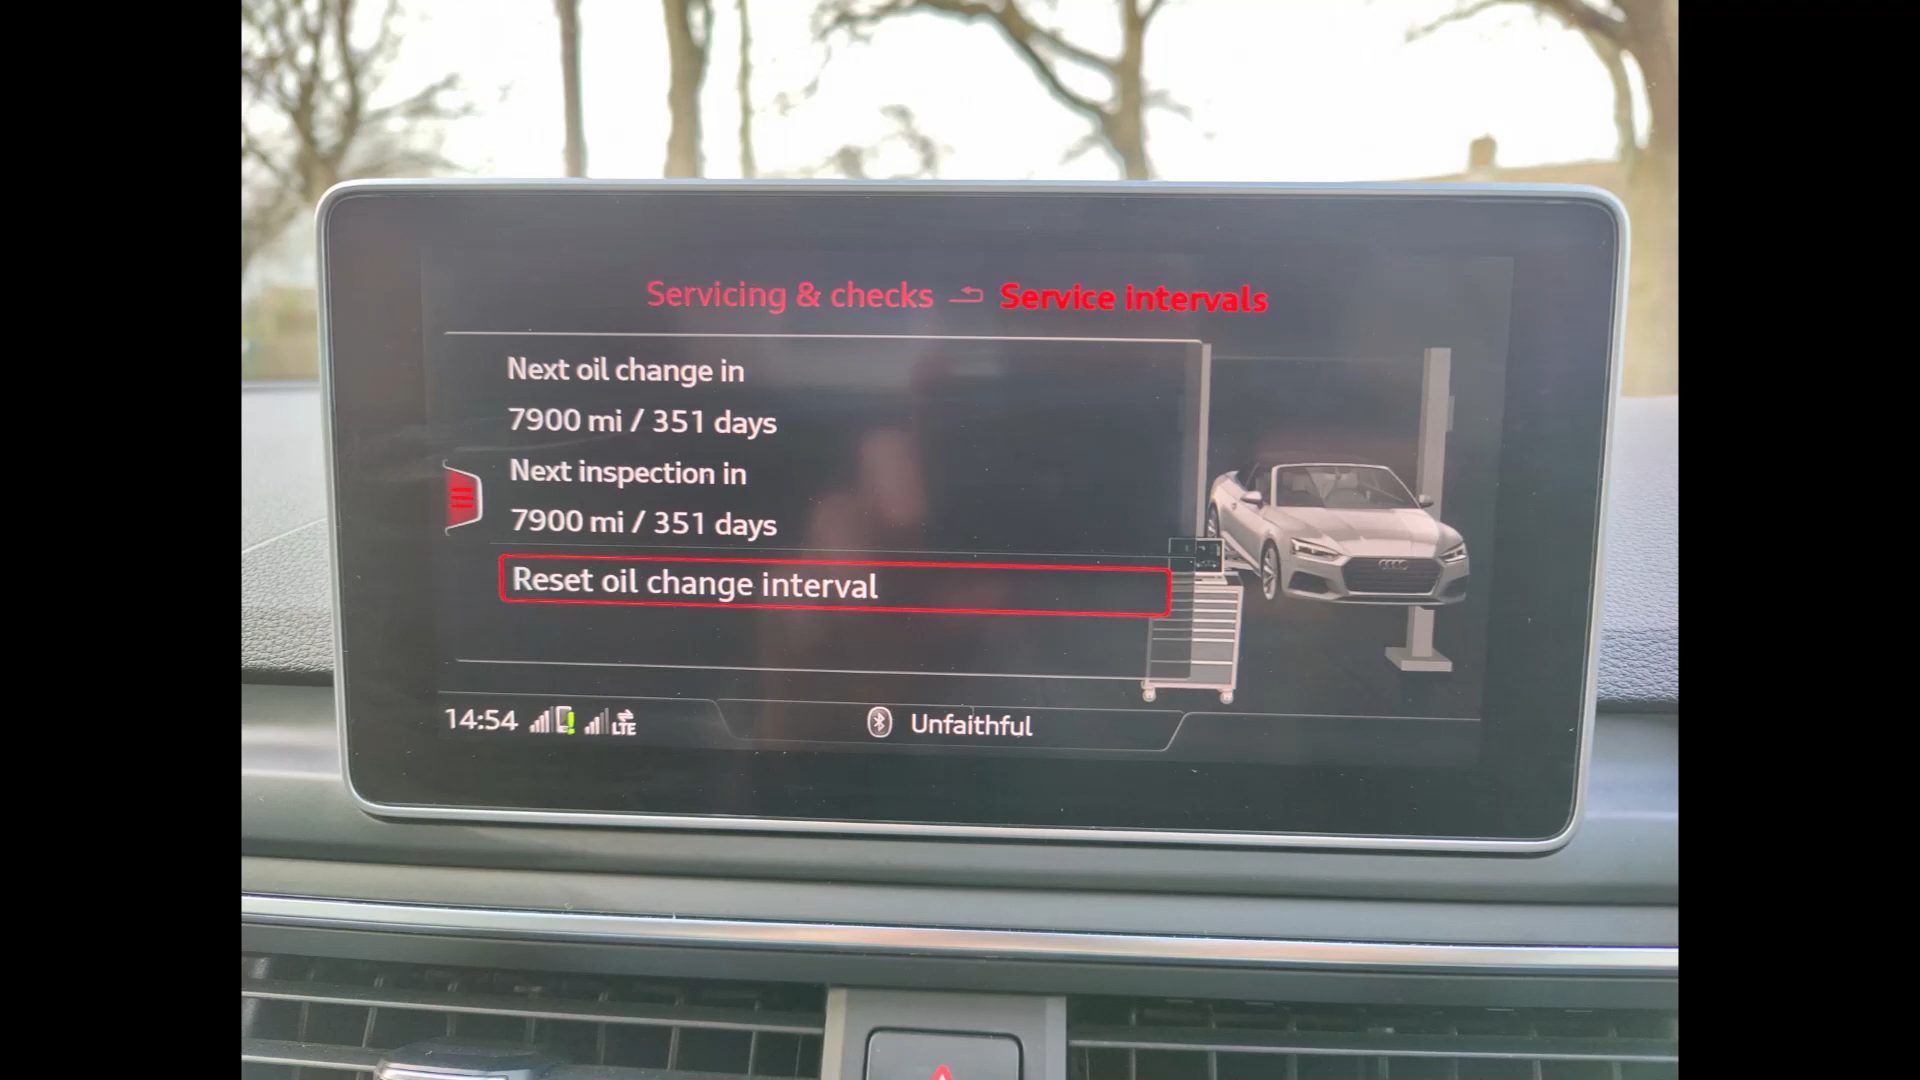 Servicing & checks Service intervals
Next oil change in
7900 mi / 351 days
Next inspection in
7900 mi / 351 days
Reset oil change interval
14:54 LTE Unfaithful